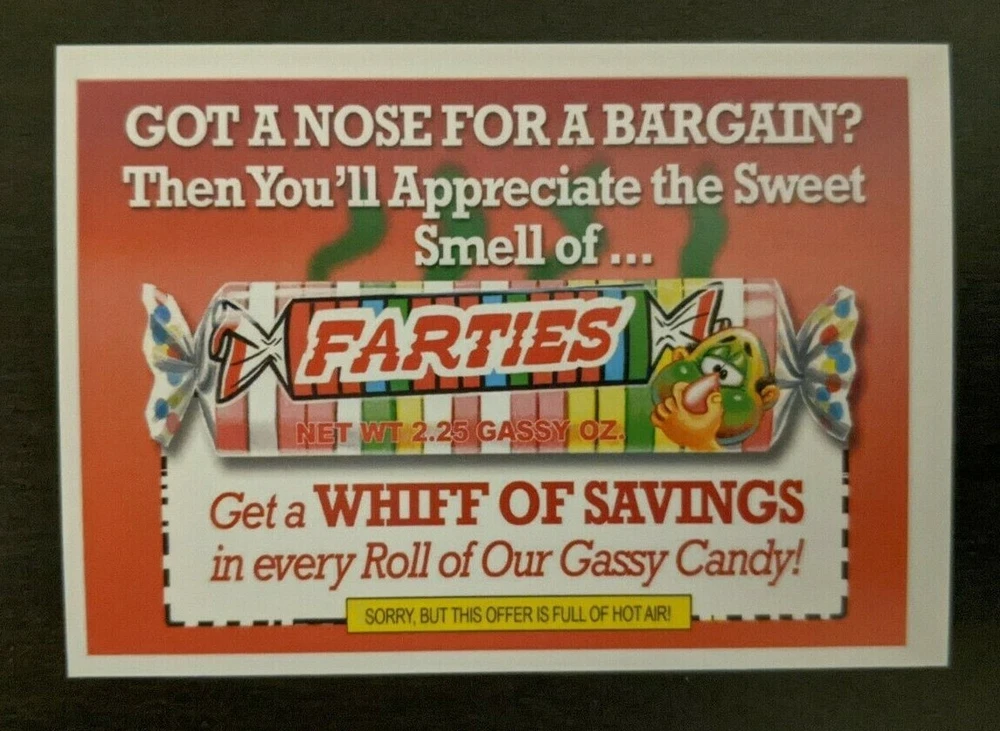 GOT A NOSE FOR A BARGAIN?
Then You'll Appreciate the Sweet
Smell of...
FARTIES
NET WT 2.25 GASSY OZ.
Get a WHIFF OF SAVINGS
in every Roll of Our Gassy Candy!
SORRY, BUT THIS OFFER IS FULL OF HOT AIR!